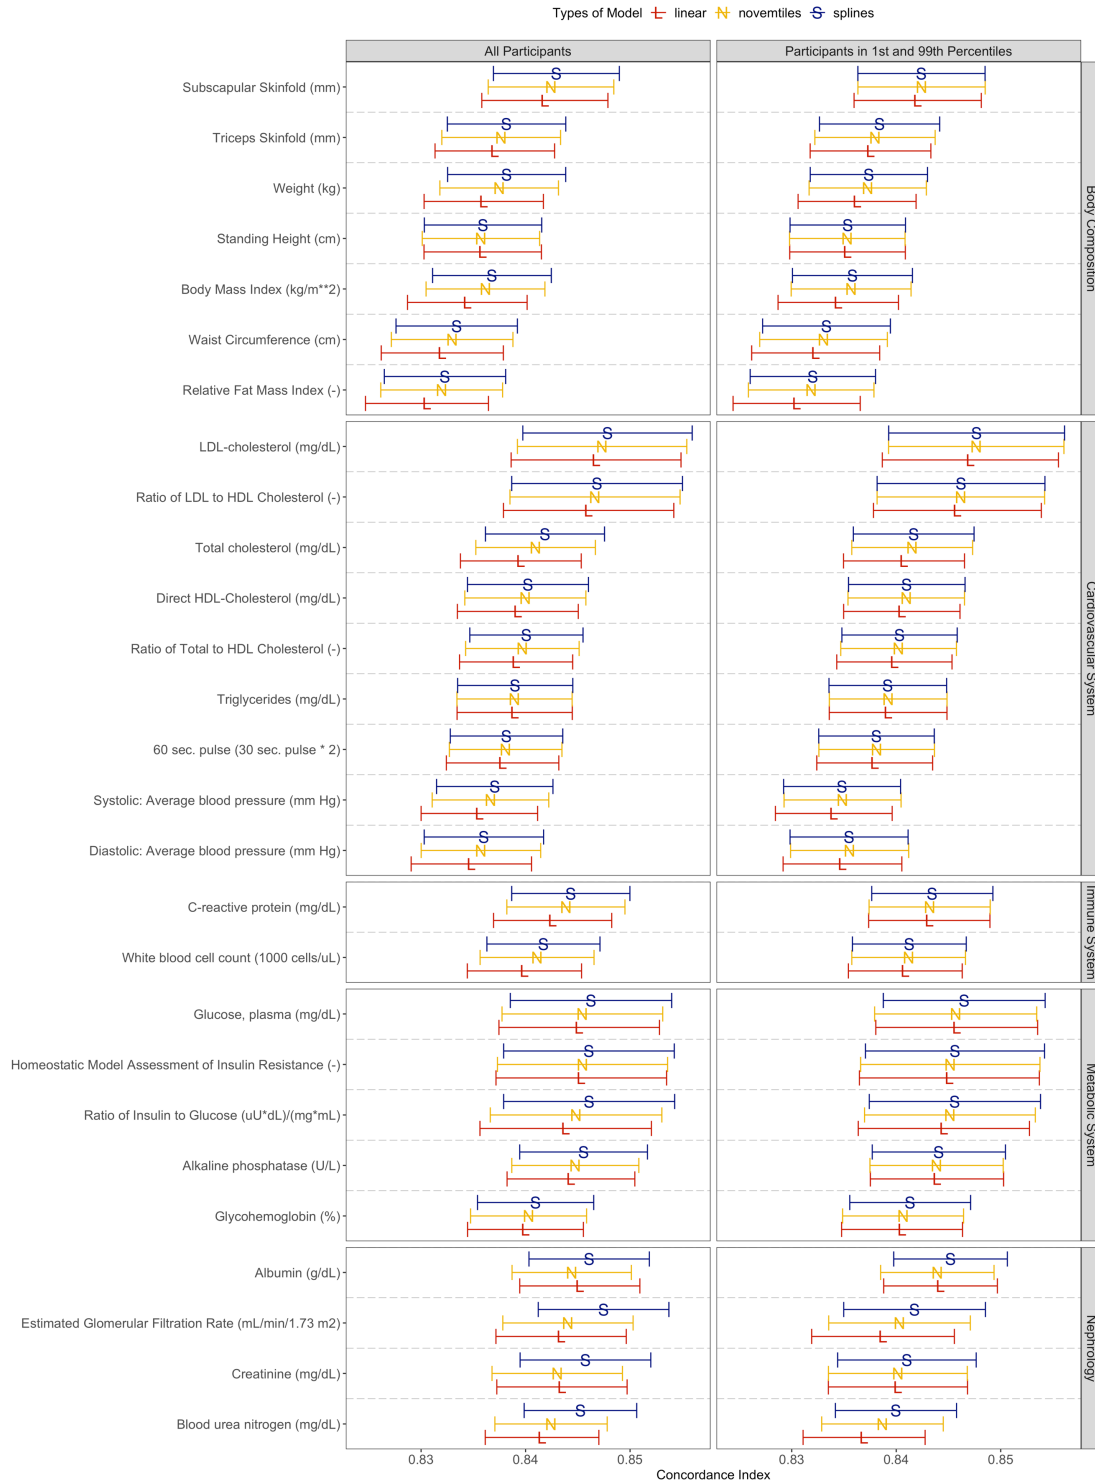 Types of Model L linear N novemtiles S splines
All Participants
Participants in 1st and 99th Percentiles
Subscapular Skinfold (mm)
Triceps Skinfold (mm)
Weight (kg)
Standing Height (cm)
Body Mass Index (kg/m**2)
Waist Circumference (cm)
Relative Fat Mass Index (-)
Body Composition
LDL-cholesterol (mg/dL)
Ratio of LDL to HDL Cholesterol (-)
Total cholesterol (mg/dL)
Direct HDL-Cholesterol (mg/dL)
Ratio of Total to HDL Cholesterol (-)
Triglycerides (mg/dL)
60 sec. pulse (30 sec. pulse * 2)
Systolic: Average blood pressure (mm Hg)
Diastolic: Average blood pressure (mm Hg)
Cardiovascular System
C-reactive protein (mg/dL)
White blood cell count (1000 cells/uL)
Immune System
Glucose, plasma (mg/dL)
Homeostatic Model Assessment of Insulin Resistance (-)
Ratio of Insulin to Glucose (uU*dL)/(mg*mL)
Alkaline phosphatase (U/L)
Glycohemoglobin (%)
Metabolic System
Albumin (g/dL)
Estimated Glomerular Filtration Rate (mL/min/1.73 m2)
Creatinine (mg/dL)
Blood urea nitrogen (mg/dL)
Nephrology
0.83 0.84 0.85
0.83 0.84 0.85
Concordance Index